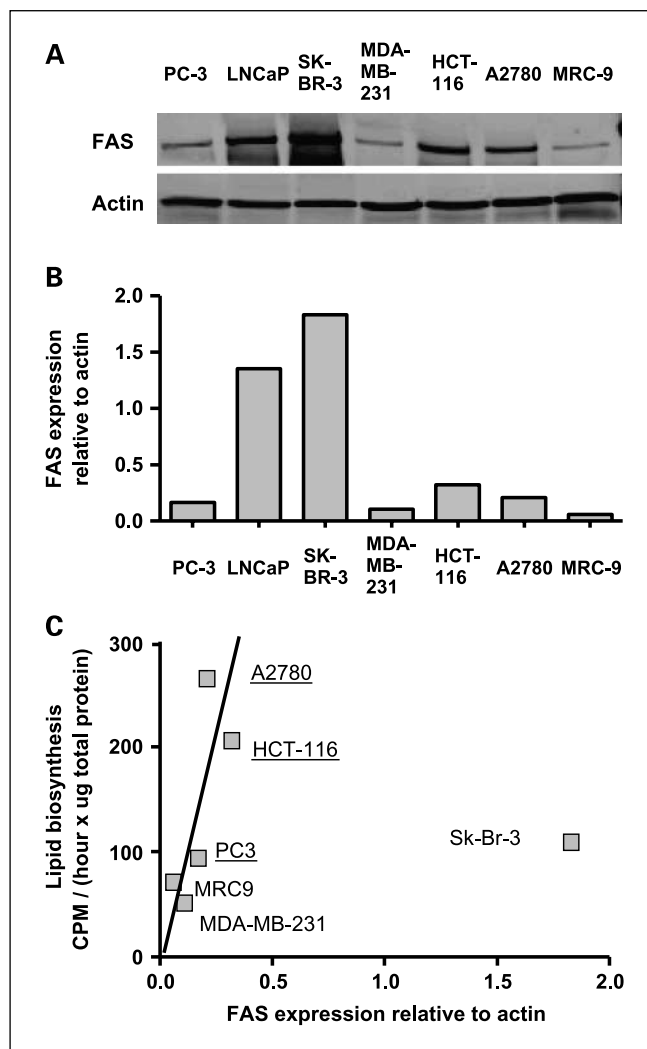 A
PC-3 LNCaP SK-BR-3 MDA-MB-231 HCT-116 A2780 MRC-9
FAS
Actin
B
FAS expression relative to actin
2.0
1.5
1.0
0.5
0.0
PC-3 LNCaP SK-BR-3 MDA-MB-231 HCT-116 A2780 MRC-9
C
Lipid biosynthesis
CPM / (hour x ug total protein)
300
200
100
0
A2780
HCT-116
PC3
MRC9
MDA-MB-231
Sk-Br-3
0.0 0.5 1.0 1.5 2.0
FAS expression relative to actin